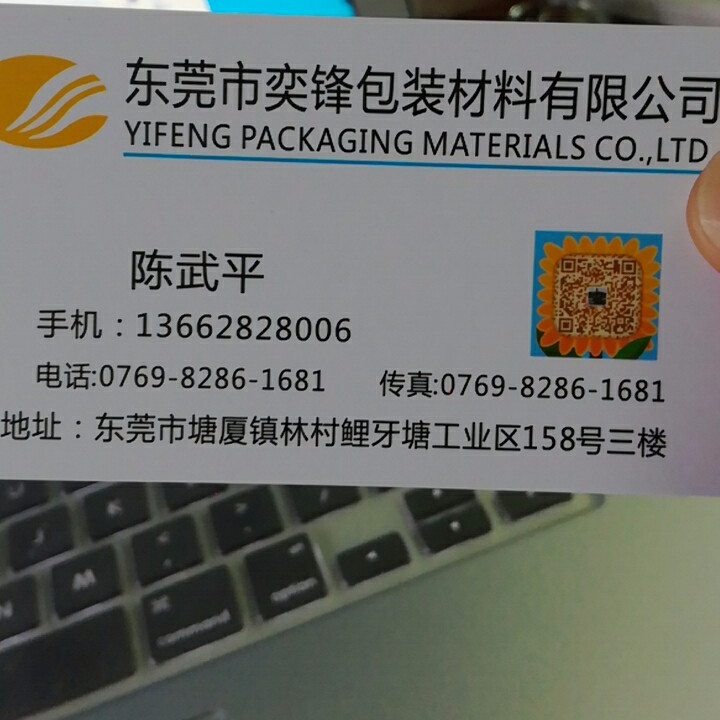 东莞市奕锋包装材料有限公司
YIFENG PACKAGING MATERIALS CO.,LTD
陈武平
手机：13662828006
电话:0769-8286-1681 传真:0769-8286-1681
地址：东莞市塘厦镇林村鲤牙塘工业区158号三楼
M
N
command
option